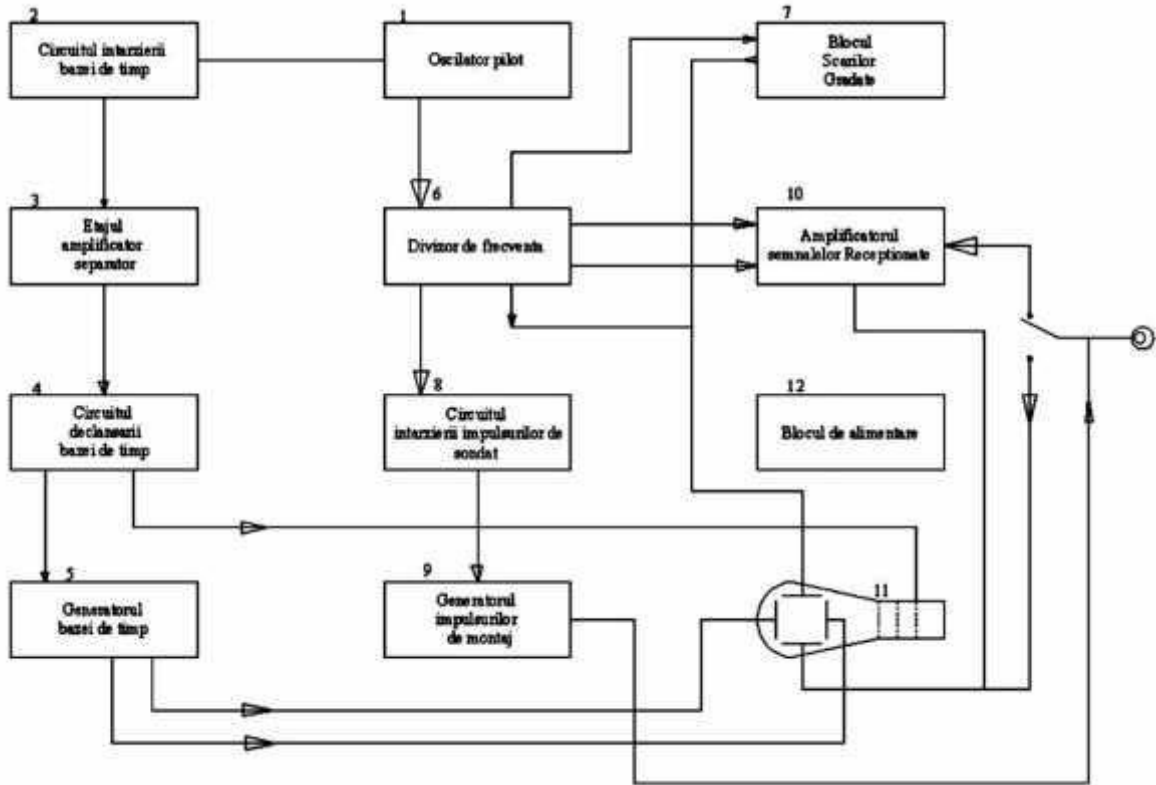 2
Circuitul intarzierii
bazei de timp
1
Oscilator pilot
7
Blocul
Scarilor
Gradate
3
Etajul
amplificator
separator
6
Divizor de frecventa
10
Amplificatorul
semnalelor Receptionate
4
Circuitul
declansarii
bazei de timp
8
Circuitul
intarzierii impulsurilor de
sondat
12
Blocul de alimentare
5
Generatorul
bazei de timp
9
Generatorul
impulsurilor
de montaj
11